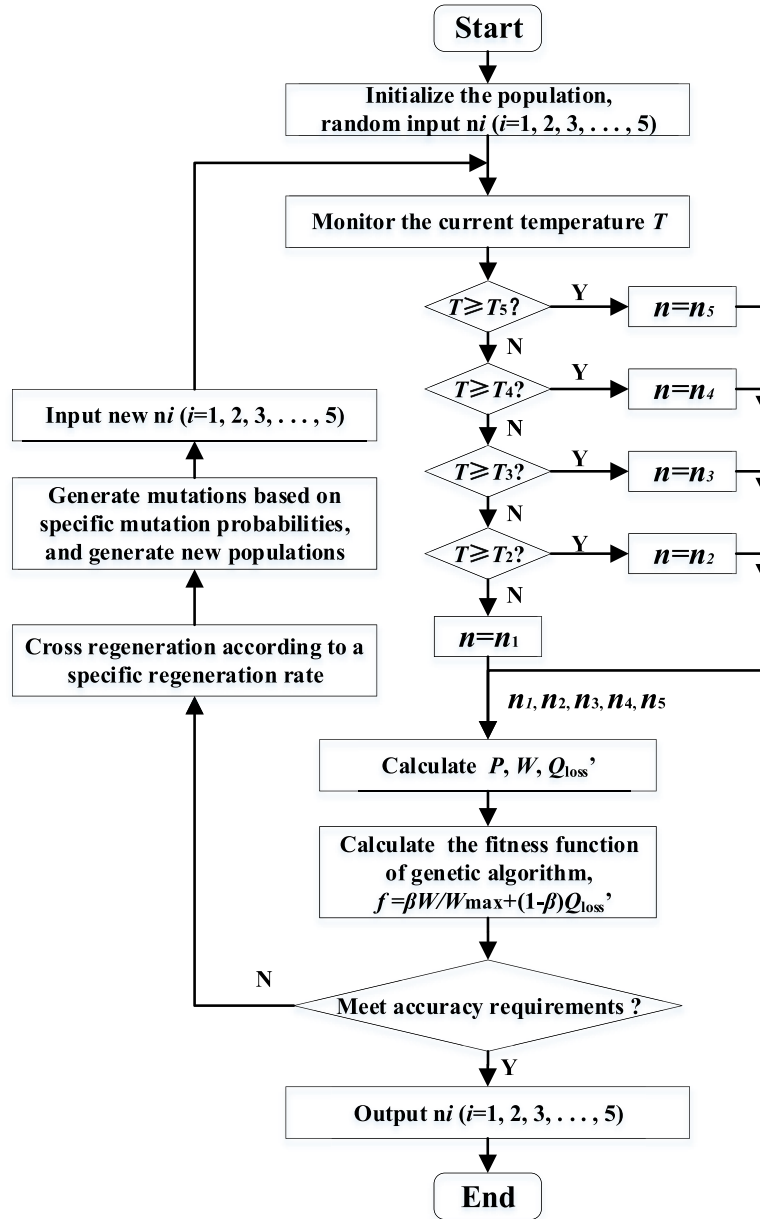 Start
Initialize the population,
random input ni (i=1, 2, 3, . . . , 5)
Monitor the current temperature T
T⩾T5?
Y
n=n5
N
T⩾T4?
Y
n=n4
N
T⩾T3?
Y
n=n3
N
T⩾T2?
Y
n=n2
N
n=n1
n1, n2, n3, n4, n5
Calculate P, W, Qloss’
Calculate the fitness function
of genetic algorithm,
f =βW/Wmax+(1-β)Qloss’
Meet accuracy requirements ?
N
Cross regeneration according to a
specific regeneration rate
Generate mutations based on
specific mutation probabilities,
and generate new populations
Input new ni (i=1, 2, 3, . . . , 5)
Y
Output ni (i=1, 2, 3, . . . , 5)
End